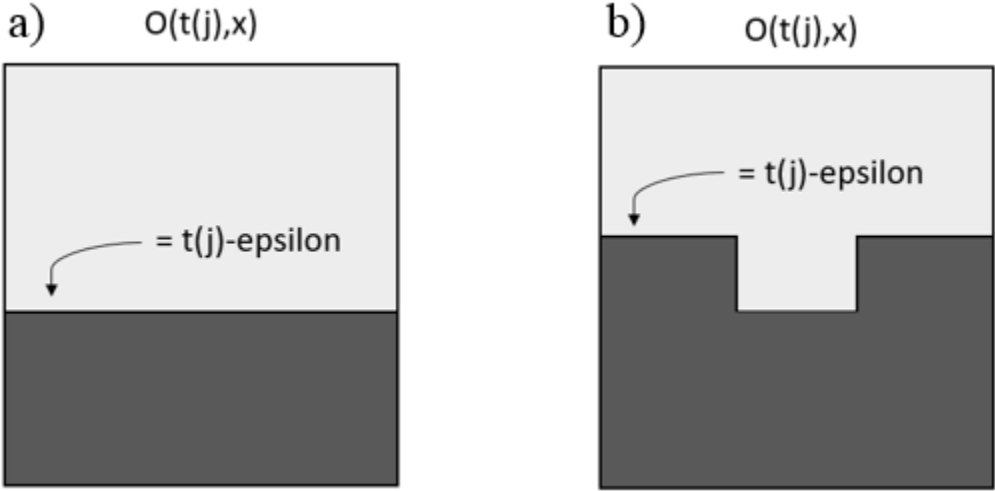 a)
O(t(j),x)
= t(j)-epsilon
b)
O(t(j),x)
= t(j)-epsilon